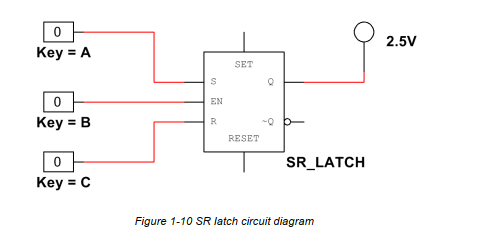 0
Key = A
2.5V
SET
S
Q
0
EN
Key = B
R
~Q
RESET
0
SR_LATCH
Key = C
Figure 1-10 SR latch circuit diagram